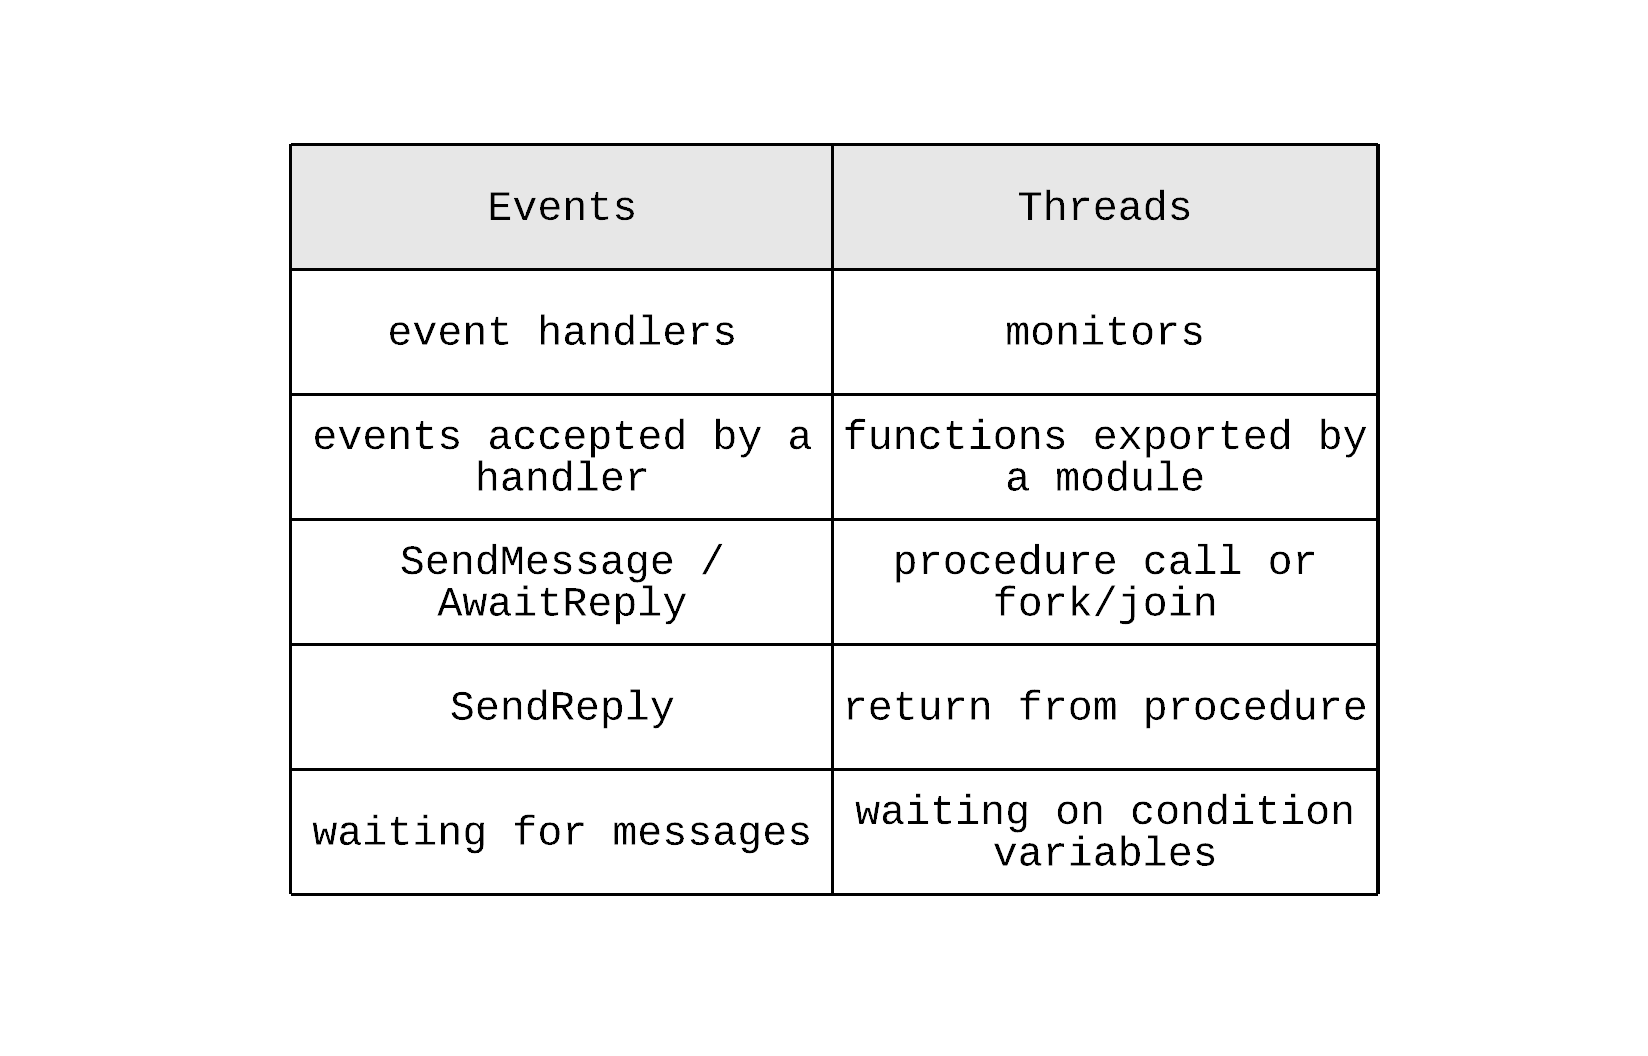 Events
Threads
event handlers
monitors
events accepted by a
handler
functions exported by
a module
SendMessage /
AwaitReply
procedure call or
fork/join
SendReply
return from procedure
waiting for messages
waiting on condition
variables